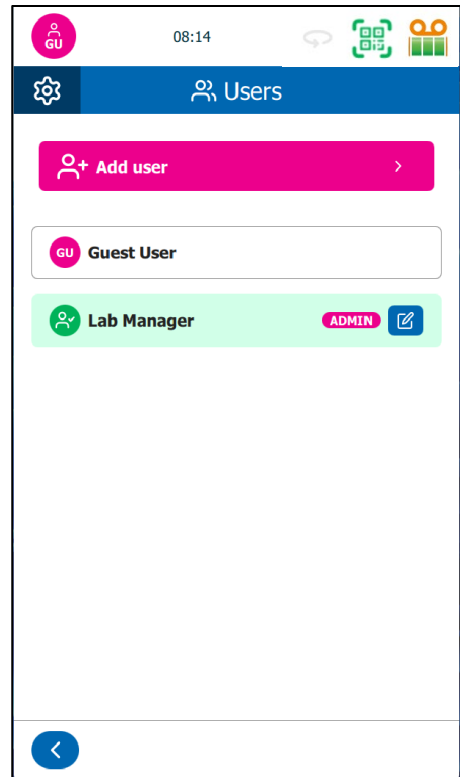 GU
08:14
Users
Add user
GU Guest User
Lab Manager ADMIN